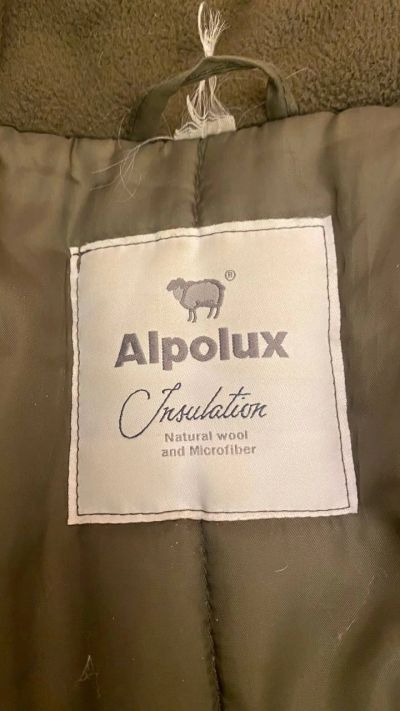 ®
Alpolux
Insulation
Natural wool
and Microfiber